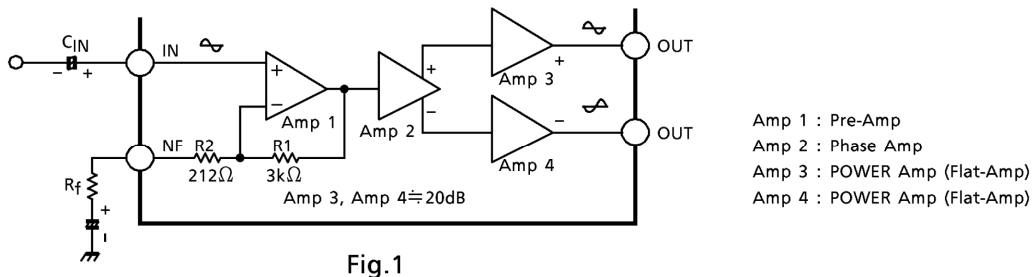 C_IN
− +
IN
+
−
Amp 1
Amp 2
+
−
Amp 3
+
OUT
Amp 4
−
OUT
NF
R2
212Ω
R1
3kΩ
R_f
+
−
Amp 3, Amp 4≒20dB
Amp 1 : Pre-Amp
Amp 2 : Phase Amp
Amp 3 : POWER Amp (Flat-Amp)
Amp 4 : POWER Amp (Flat-Amp)
Fig.1